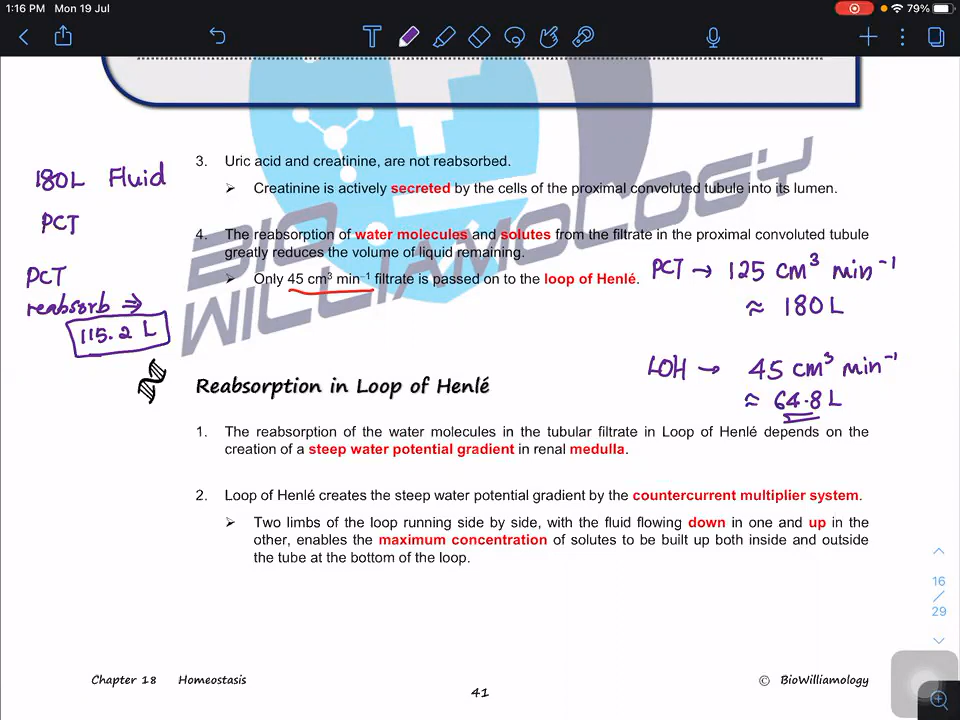 1:16 PM Mon 19 Jul
79%
T
3. Uric acid and creatinine, are not reabsorbed.
➢ Creatinine is actively secreted by the cells of the proximal convoluted tubule into its lumen.
180L Fluid
PCT
4. The reabsorption of water molecules and solutes from the filtrate in the proximal convoluted tubule
greatly reduces the volume of liquid remaining.
➢ Only 45 cm³ min⁻¹ filtrate is passed on to the loop of Henlé.
PCT → 125 cm³ min⁻¹
≈ 180L
PCT
reabsorb ⇒
115.2 L
LOH → 45 cm³ min⁻¹
≈ 64.8 L
BIO
WILLIAMOLOGY
Reabsorption in Loop of Henlé
1. The reabsorption of the water molecules in the tubular filtrate in Loop of Henlé depends on the
creation of a steep water potential gradient in renal medulla.
2. Loop of Henlé creates the steep water potential gradient by the countercurrent multiplier system.
➢ Two limbs of the loop running side by side, with the fluid flowing down in one and up in the
other, enables the maximum concentration of solutes to be built up both inside and outside
the tube at the bottom of the loop.
16
/
29
Chapter 18 Homeostasis
41
© BioWilliamology